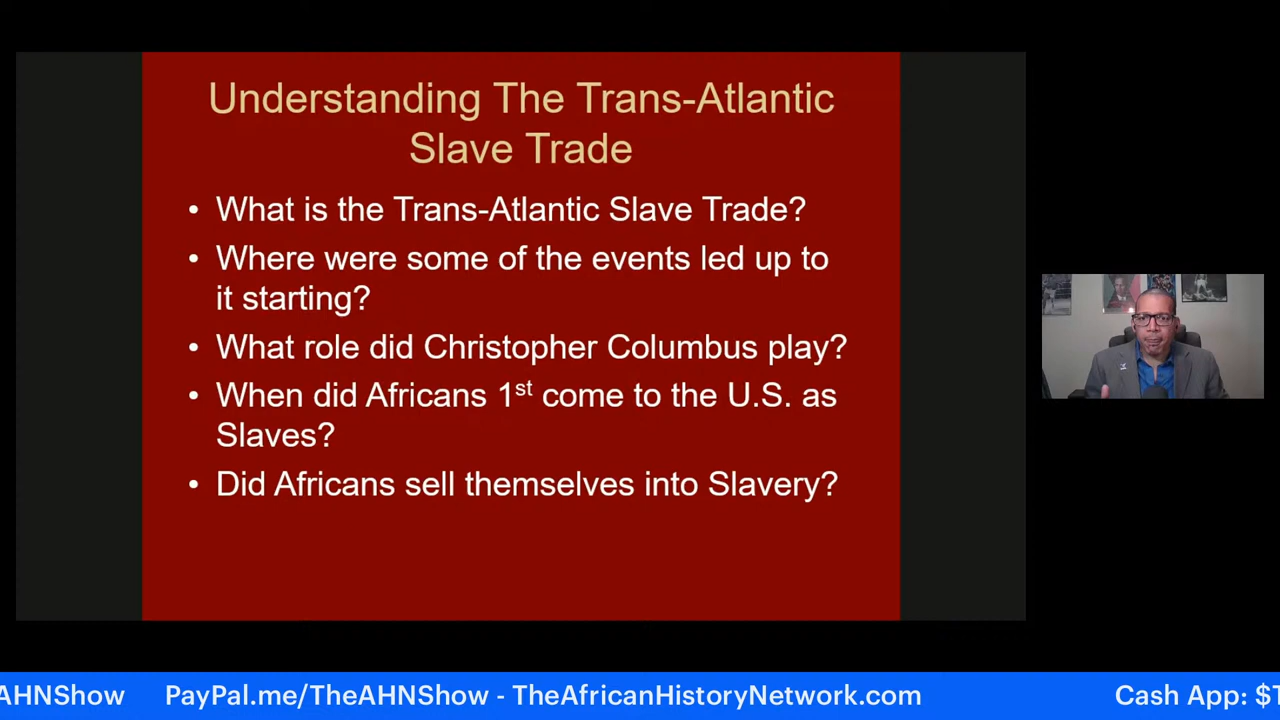 Understanding The Trans-Atlantic
Slave Trade
• What is the Trans-Atlantic Slave Trade?
• Where were some of the events led up to
it starting?
• What role did Christopher Columbus play?
• When did Africans 1st come to the U.S. as
Slaves?
• Did Africans sell themselves into Slavery?
AHNShow PayPal.me/TheAHNShow - TheAfricanHistoryNetwork.com Cash App: $T